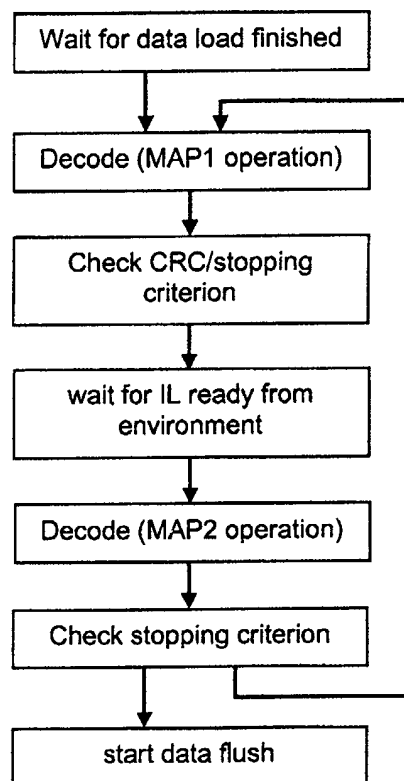 Wait for data load finished
Decode (MAP1 operation)
Check CRC/stopping
criterion
wait for IL ready from
environment
Decode (MAP2 operation)
Check stopping criterion
start data flush